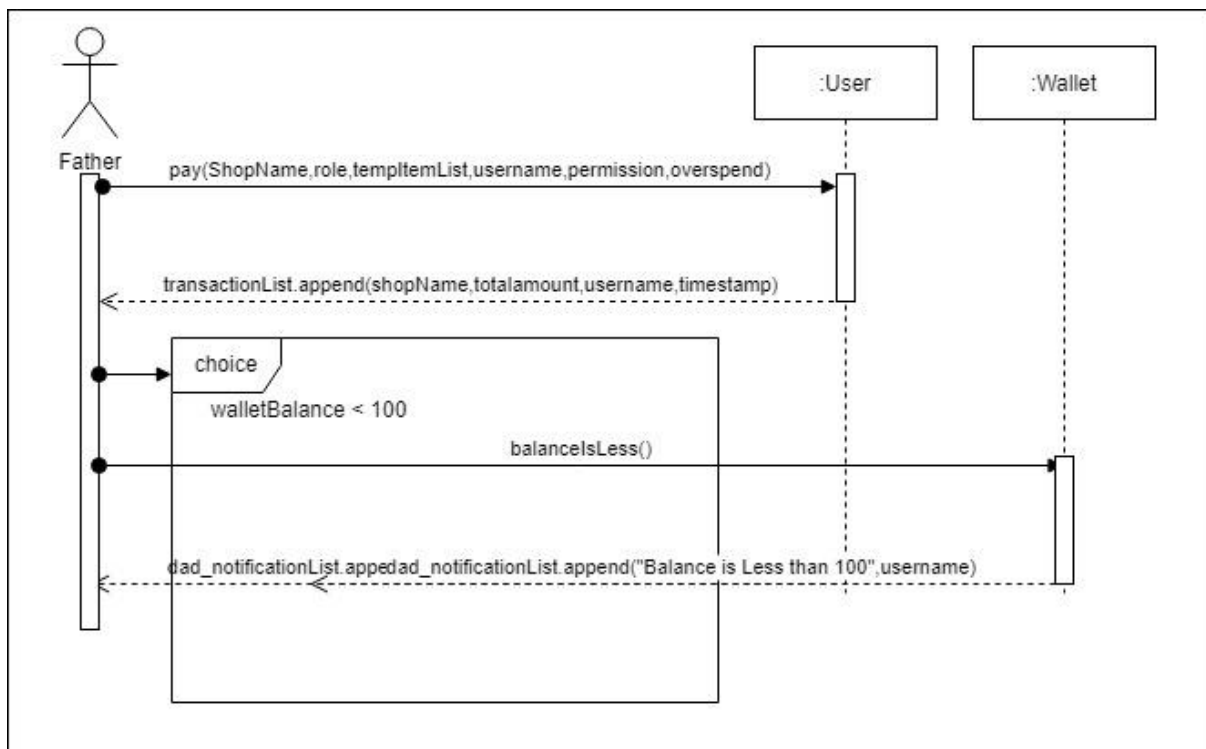 :User
:Wallet
Father
pay(ShopName,role,tempItemList,username,permission,overspend)
transactionList.append(shopName,totalamount,username,timestamp)
choice
walletBalance < 100
balanceIsLess()
dad_notificationList.appedad_notificationList.append("Balance is Less than 100",username)